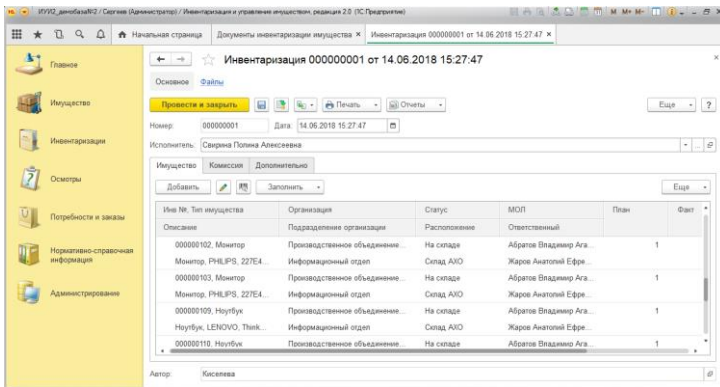 ИУИ2_демобаза№2 / Сергеев (Администратор) / Инвентаризация и управление имуществом, редакция 2.0 (1С:Предприятие)
M M+ M-
Начальная страница
Документы инвентаризации имущества ×
Инвентаризация 000000001 от 14.06.2018 15:27:47 ×
Главное
Имущество
Инвентаризации
Осмотры
Потребности и заказы
Нормативно-справочная
информация
Администрирование
Инвентаризация 000000001 от 14.06.2018 15:27:47
Основное Файлы
Провести и закрыть Печать Отчеты Еще ?
Номер: 000000001 Дата: 14.06.2018 15:27:47
Исполнитель: Свирина Полина Алексеевна
Имущество Комиссия Дополнительно
Добавить Заполнить Еще
Инв №, Тип имущества Организация Статус МОЛ План Факт
Описание Подразделение организации Расположение Ответственный
000000102, Монитор Производственное объединение... На складе Абратов Владимир Ага... 1
Монитор, PHILIPS, 227E4... Информационный отдел Склад АХО Жаров Анатолий Ефре...
000000103, Монитор Производственное объединение... На складе Абратов Владимир Ага... 1
Монитор, PHILIPS, 227E4... Информационный отдел Склад АХО Жаров Анатолий Ефре...
000000109, Ноутбук Производственное объединение... На складе Абратов Владимир Ага... 1
Ноутбук, LENOVO, Think... Информационный отдел Склад АХО Жаров Анатолий Ефре...
000000110, Ноутбук Производственное объединение... На складе Абратов Владимир Ага... 1
Автор: Киселева